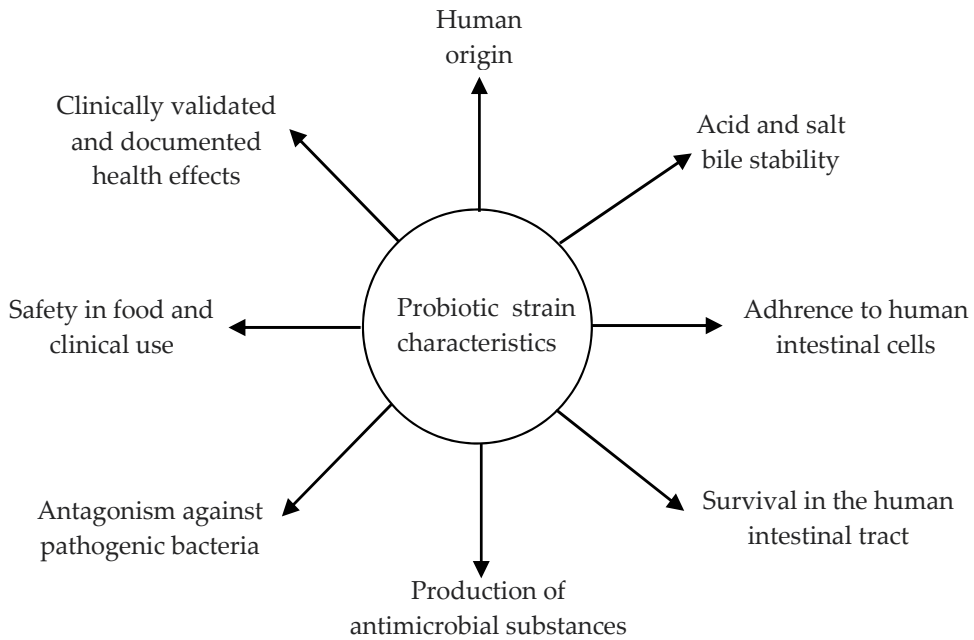 Human
origin
Clinically validated
and documented
health effects
Acid and salt
bile stability
Safety in food and
clinical use
Probiotic strain
characteristics
Adhrence to human
intestinal cells
Antagonism against
pathogenic bacteria
Survival in the human
intestinal tract
Production of
antimicrobial substances